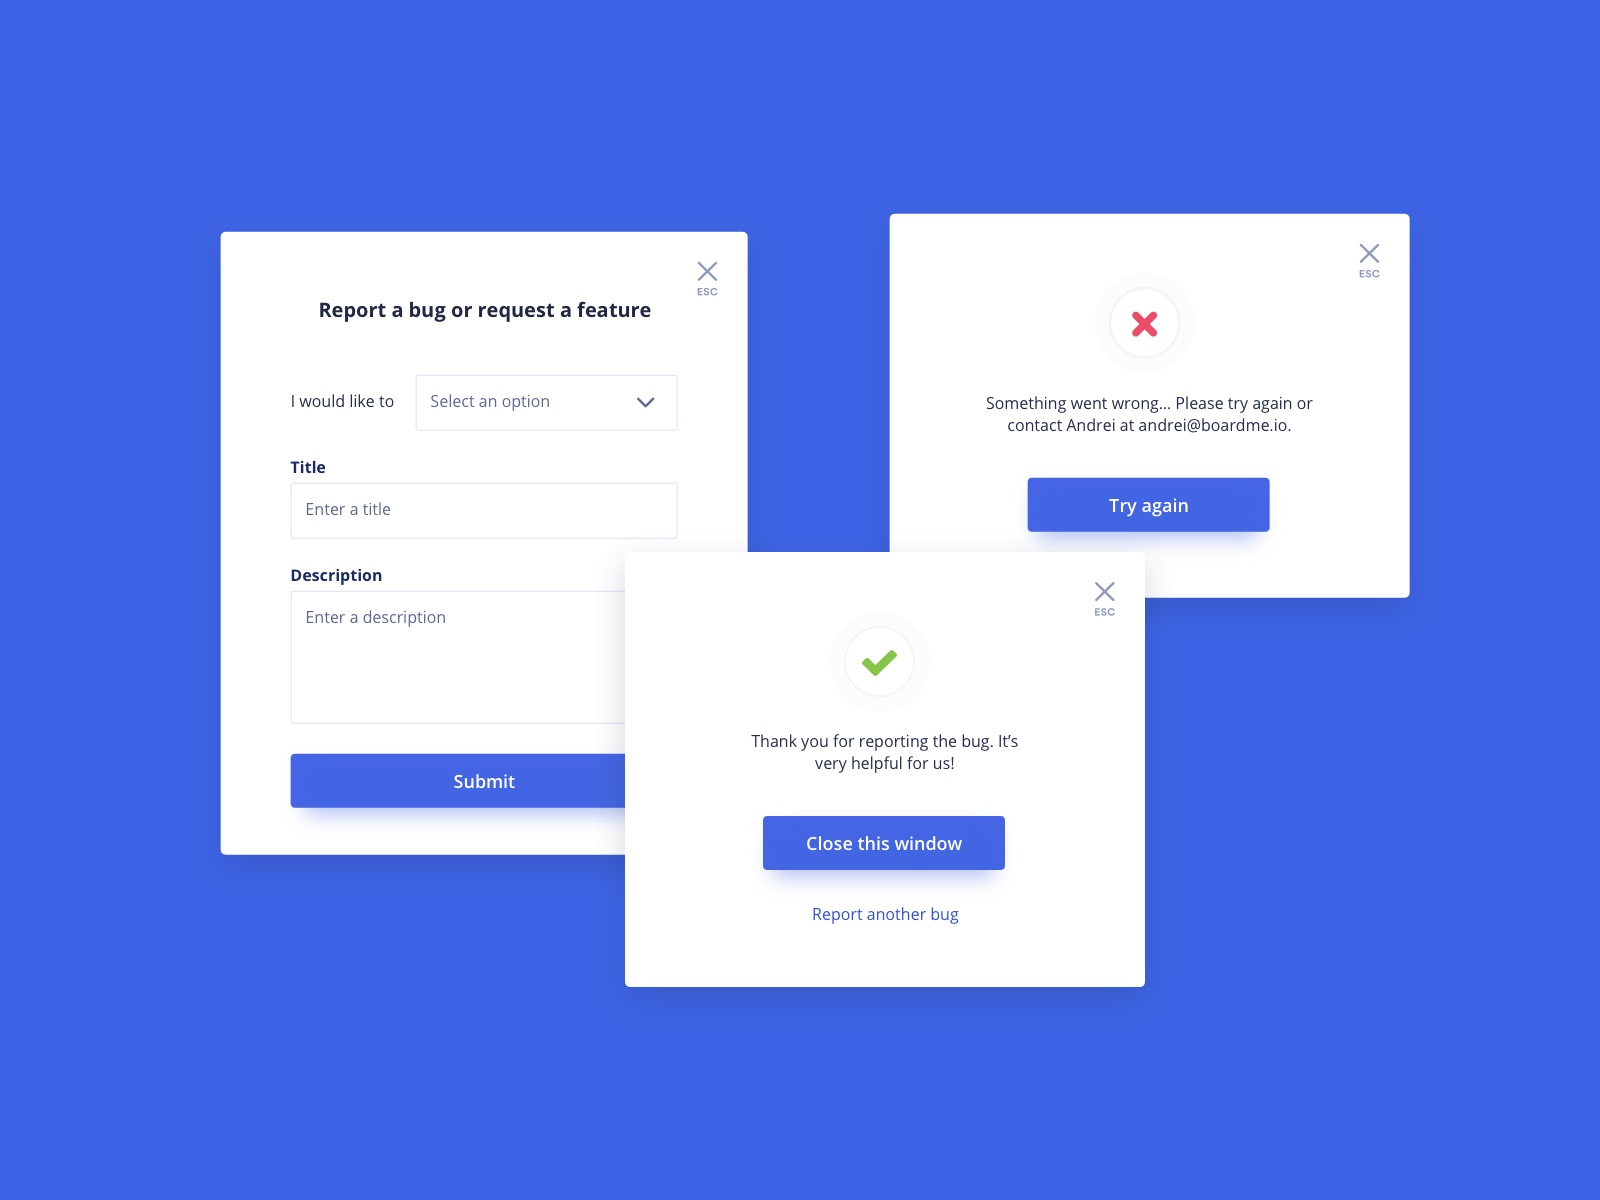 ESC
Report a bug or request a feature
I would like to
Select an option
Title
Enter a title
Description
Enter a description
Submit
ESC
Something went wrong... Please try again or
contact Andrei at andrei@boardme.io.
Try again
ESC
Thank you for reporting the bug. It’s
very helpful for us!
Close this window
Report another bug